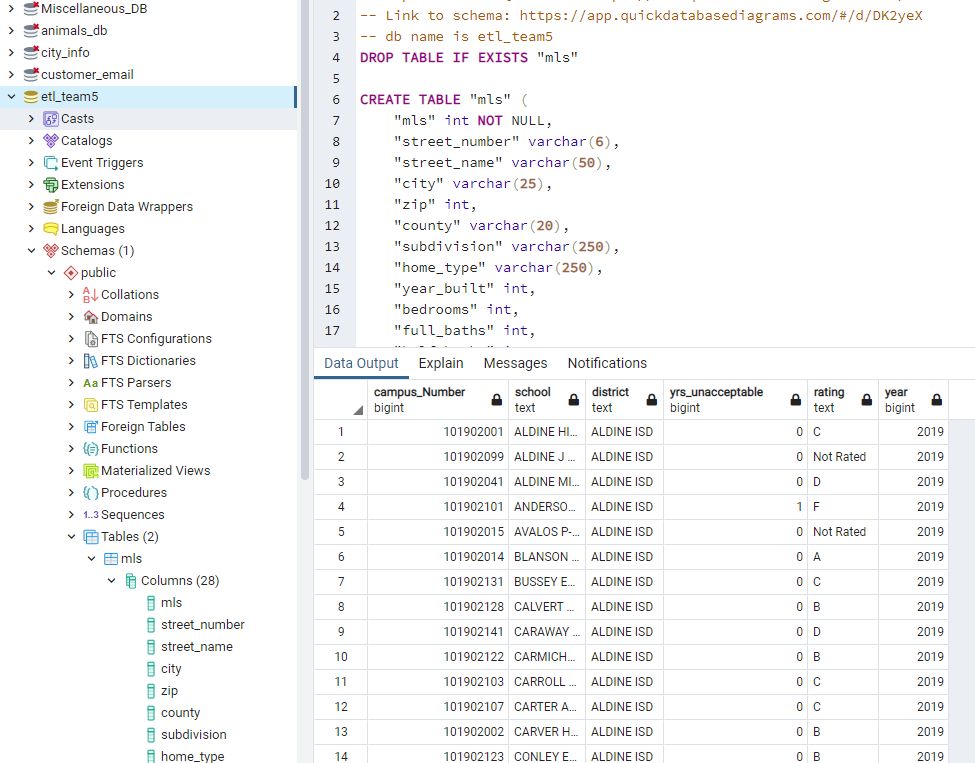 Miscellaneous_DB
animals_db
city_info
customer_email
etl_team5
Casts
Catalogs
Event Triggers
Extensions
Foreign Data Wrappers
Languages
Schemas (1)
public
Collations
Domains
FTS Configurations
FTS Dictionaries
Aa FTS Parsers
FTS Templates
Foreign Tables
Functions
Materialized Views
Procedures
1..3 Sequences
Tables (2)
mls
Columns (28)
mls
street_number
street_name
city
zip
county
subdivision
home_type
2 -- Link to schema: https://app.quickdatabasediagrams.com/#/d/DK2yeX
3 -- db name is etl_team5
4 DROP TABLE IF EXISTS "mls"
5
6 CREATE TABLE "mls" (
7 "mls" int NOT NULL,
8 "street_number" varchar(6),
9 "street_name" varchar(50),
10 "city" varchar(25),
11 "zip" int,
12 "county" varchar(20),
13 "subdivision" varchar(250),
14 "home_type" varchar(250),
15 "year_built" int,
16 "bedrooms" int,
17 "full_baths" int,
Data Output Explain Messages Notifications
campus_Number school district yrs_unacceptable rating year
bigint text text bigint text bigint
1 101902001 ALDINE HI... ALDINE ISD 0 C 2019
2 101902099 ALDINE J ... ALDINE ISD 0 Not Rated 2019
3 101902041 ALDINE MI... ALDINE ISD 0 D 2019
4 101902101 ANDERSO... ALDINE ISD 1 F 2019
5 101902015 AVALOS P-... ALDINE ISD 0 Not Rated 2019
6 101902014 BLANSON ... ALDINE ISD 0 A 2019
7 101902131 BUSSEY E... ALDINE ISD 0 C 2019
8 101902128 CALVERT ... ALDINE ISD 0 B 2019
9 101902141 CARAWAY ... ALDINE ISD 0 D 2019
10 101902122 CARMICH... ALDINE ISD 0 B 2019
11 101902103 CARROLL ... ALDINE ISD 0 C 2019
12 101902107 CARTER A... ALDINE ISD 0 C 2019
13 101902002 CARVER H... ALDINE ISD 0 B 2019
14 101902123 CONLEY E... ALDINE ISD 0 B 2019